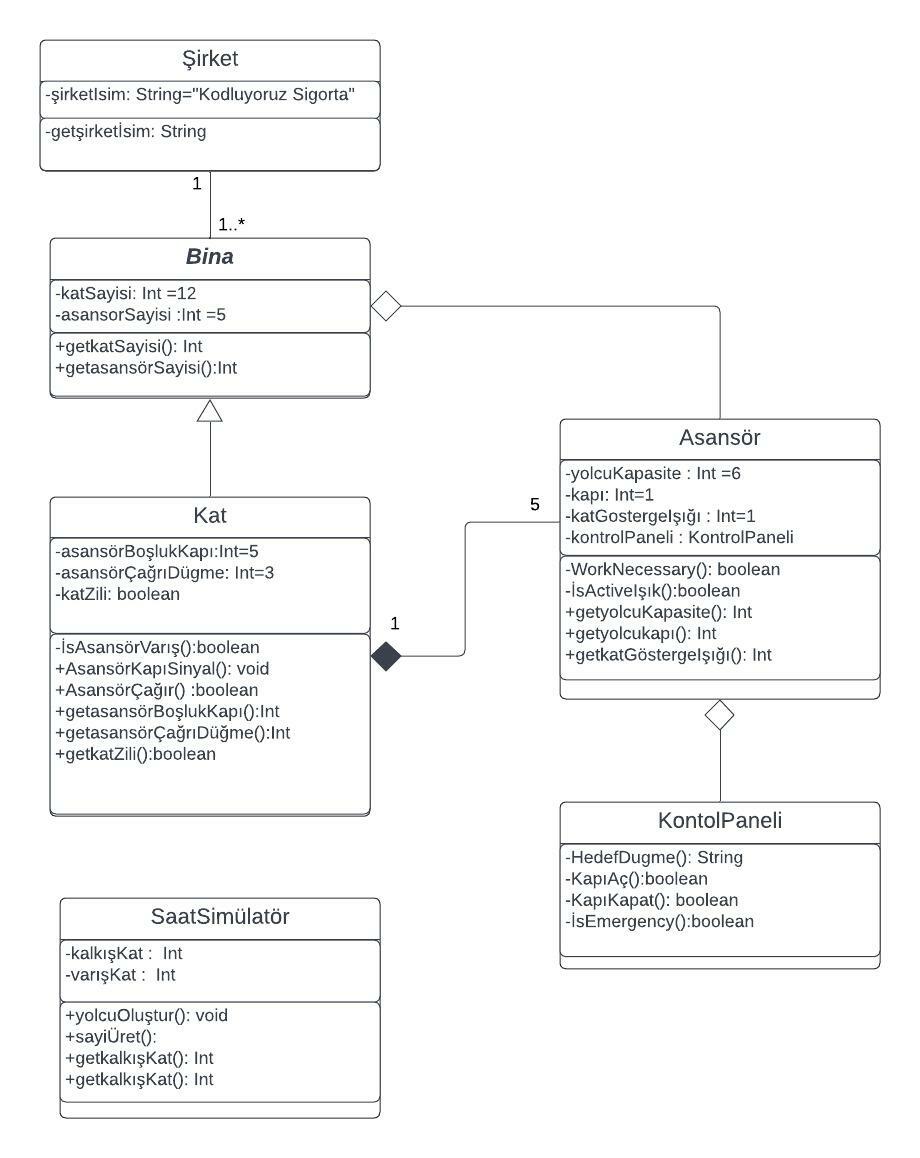 Şirket
-şirketIsim: String="Kodluyoruz Sigorta"
-getşirketİsim: String
1
1..*
Bina
-katSayisi: Int =12
-asansorSayisi :Int =5
+getkatSayisi(): Int
+getasansörSayisi():Int
Asansör
-yolcuKapasite : Int =6
-kapı: Int=1
-katGostergeIşığı : Int=1
-kontrolPaneli : KontrolPaneli
-WorkNecessary(): boolean
-İsActiveIşık():boolean
+getyolcuKapasite(): Int
+getyolcukapı(): Int
+getkatGöstergeIşığı(): Int
5
1
Kat
-asansörBoşlukKapı:Int=5
-asansörÇağrıDügme: Int=3
-katZili: boolean
-İsAsansörVarış():boolean
+AsansörKapıSinyal(): void
+AsansörÇağır() :boolean
+getasansörBoşlukKapı():Int
+getasansörÇağrıDüğme():Int
+getkatZili():boolean
KontolPaneli
-HedefDugme(): String
-KapıAç():boolean
-KapıKapat(): boolean
-İsEmergency():boolean
SaatSimülatör
-kalkışKat :  Int
-varışKat :  Int
+yolcuOluştur(): void
+sayiÜret():
+getkalkışKat(): Int
+getkalkışKat(): Int